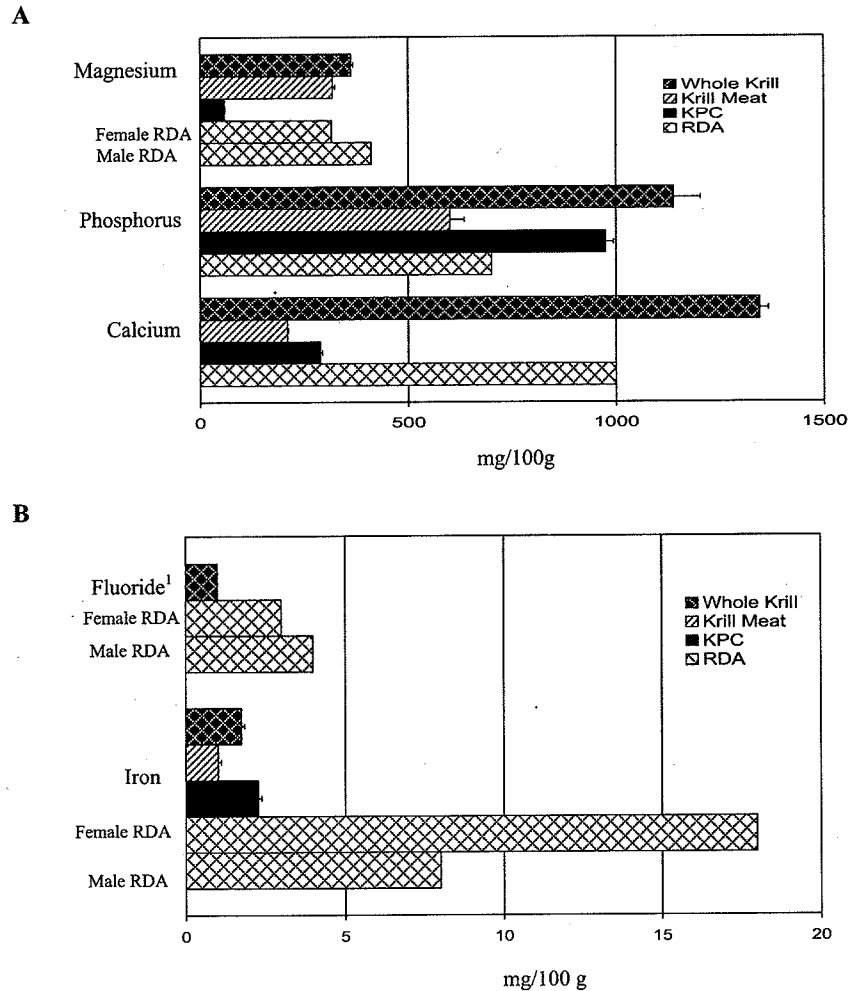 A
Magnesium
Female RDA
Male RDA
Phosphorus
Calcium
Whole Krill
Krill Meat
KPC
RDA
0 500 1000 1500
mg/100g
B
Fluoride¹
Female RDA
Male RDA
Iron
Female RDA
Male RDA
Whole Krill
Krill Meat
KPC
RDA
0 5 10 15 20
mg/100 g